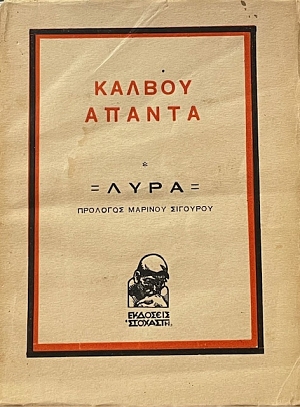 ΚΑΛΒΟΥ
ΑΠΑΝΤΑ
ΛΥΡΑ
ΠΡΟΛΟΓΟΣ ΜΑΡΙΝΟΥ ΣΙΓΟΥΡΟΥ
ΕΚΔΟΣΕΙΣ
"ΣΤΟΧΑΣΤΗ"